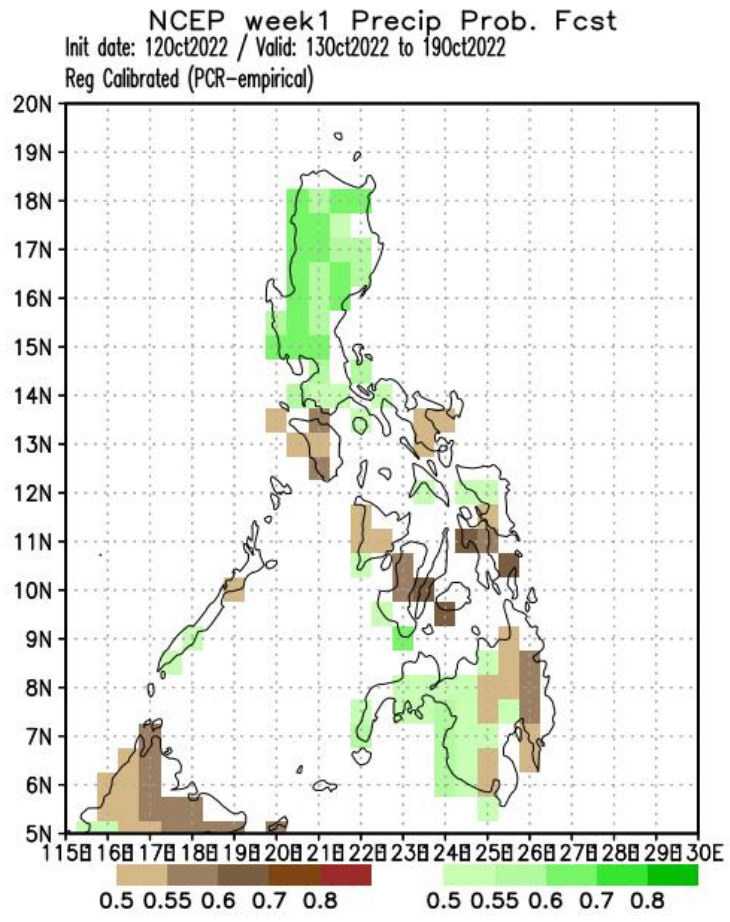 NCEP week1 Precip Prob. Fcst
Init date: 12Oct2022 / Valid: 13Oct2022 to 19Oct2022
Reg Calibrated (PCR-empirical)
20N
19N
18N
17N
16N
15N
14N
13N
12N
11N
10N
9N
8N
7N
6N
5N
115E 116E 117E 118E 119E 120E 121E 122E 123E 124E 125E 126E 127E 128E 129E 130E
0.5 0.55 0.6 0.7 0.8 0.5 0.55 0.6 0.7 0.8